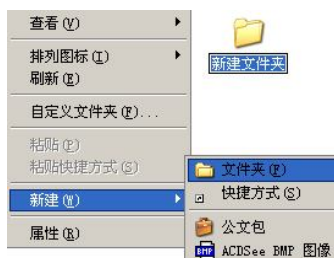 查看(V)
排列图标(I)
刷新(E)
自定义文件夹(F)...
粘贴(P)
粘贴快捷方式(S)
新建(W)
属性(R)
新建文件夹
文件夹(F)
快捷方式(S)
公文包
BMP ACDSee BMP 图像